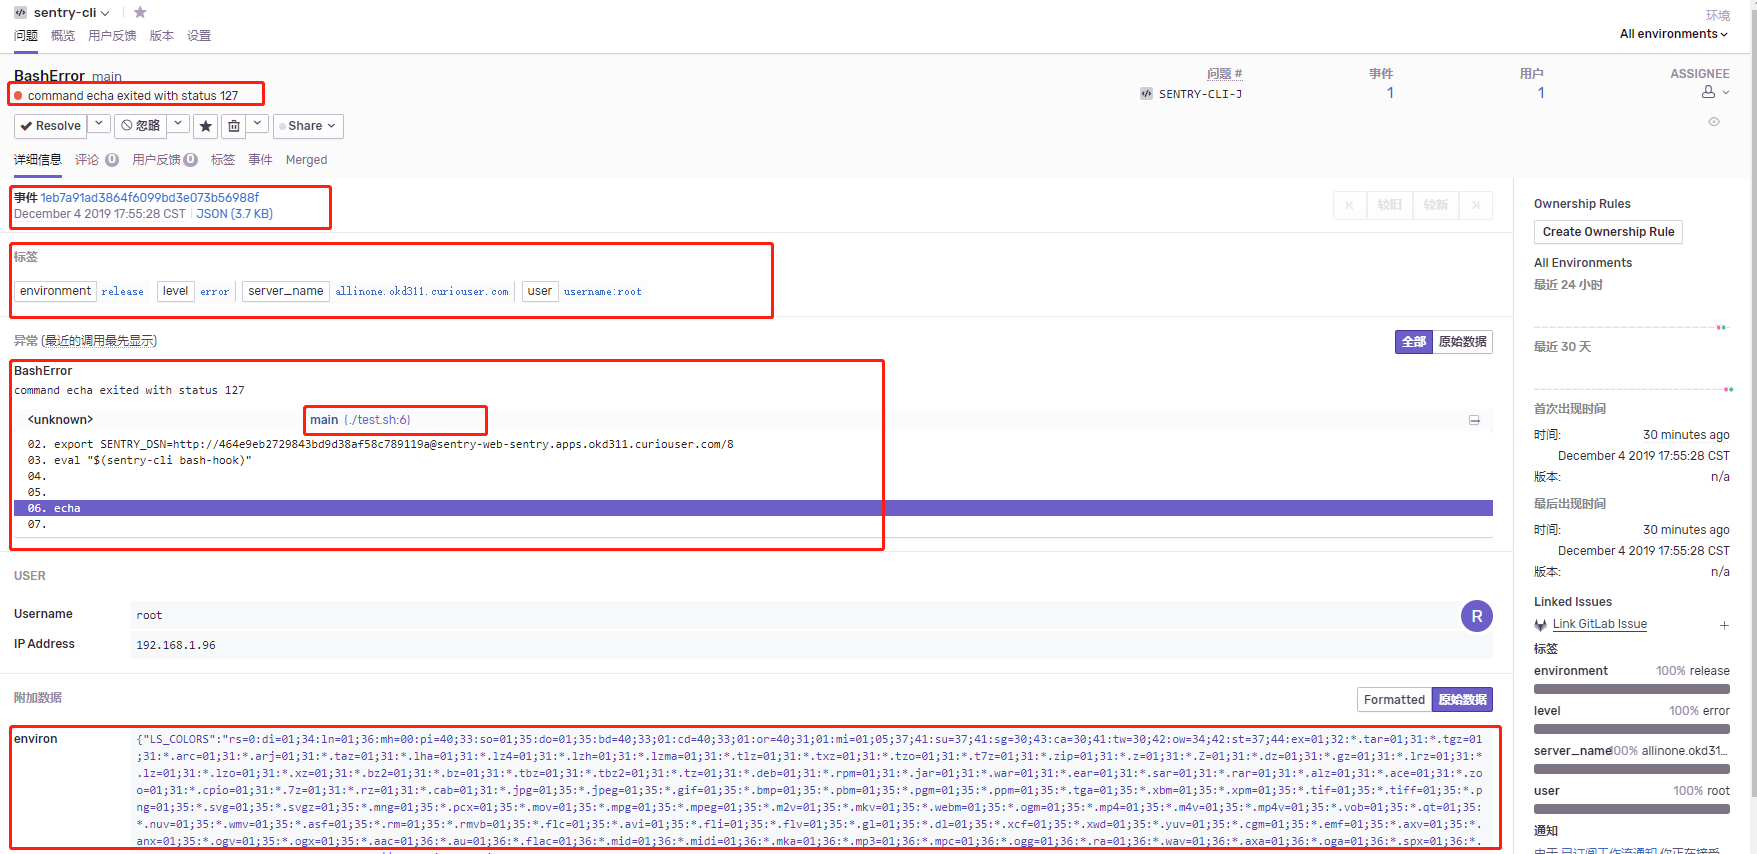 sentry-cli
环境
问题 概览 用户反馈 版本 设置
All environments
BashError main
问题 # 事件 用户 ASSIGNEE
command echa exited with status 127
SENTRY-CLI-J 1 1
Resolve 忽略 Share
详细信息 评论 0 用户反馈 0 标签 事件 Merged
事件 1eb7a91ad3864f6099bd3e073b56988f
December 4 2019 17:55:28 CST JSON (3.7 KB)
较旧 较新
标签
environment release level error server_name allinone.okd311.curiouser.com user username:root
异常 (最近的调用最先显示)
全部 原始数据
BashError
command echa exited with status 127
<unknown> main (./test.sh:6)
02. export SENTRY_DSN=http://464e9eb2729843bd9d38af58c789119a@sentry-web-sentry.apps.okd311.curiouser.com/8
03. eval "$(sentry-cli bash-hook)"
04.
05.
06. echa
07.
USER
Username root
R
IP Address 192.168.1.96
附加数据
Formatted 原始数据
environ
{"LS_COLORS":"rs=0:di=01;34:ln=01;36:mh=00:pi=40;33:so=01;35:do=01;35:bd=40;33;01:cd=40;33;01:or=40;31;01:mi=01;05;37;41:su=37;41:sg=30;43:ca=30;41:tw=30;42:ow=34;42:st=37;44:ex=01;32:*.tar=01;31:*.tgz=01
;31:*.arc=01;31:*.arj=01;31:*.taz=01;31:*.lha=01;31:*.lz4=01;31:*.lzh=01;31:*.lzma=01;31:*.tlz=01;31:*.txz=01;31:*.tzo=01;31:*.t7z=01;31:*.zip=01;31:*.z=01;31:*.Z=01;31:*.dz=01;31:*.gz=01;31:*.lrz=01;31:
*.lz=01;31:*.lzo=01;31:*.xz=01;31:*.bz2=01;31:*.bz=01;31:*.tbz=01;31:*.tbz2=01;31:*.tz=01;31:*.deb=01;31:*.rpm=01;31:*.jar=01;31:*.war=01;31:*.ear=01;31:*.sar=01;31:*.rar=01;31:*.alz=01;31:*.ace=01;31:*.zo
o=01;31:*.cpio=01;31:*.7z=01;31:*.rz=01;31:*.cab=01;31:*.jpg=01;35:*.jpeg=01;35:*.gif=01;35:*.bmp=01;35:*.pbm=01;35:*.pgm=01;35:*.ppm=01;35:*.tga=01;35:*.xbm=01;35:*.xpm=01;35:*.tif=01;35:*.tiff=01;35:*.p
ng=01;35:*.svg=01;35:*.svgz=01;35:*.mng=01;35:*.pcx=01;35:*.mov=01;35:*.mpg=01;35:*.mpeg=01;35:*.m2v=01;35:*.mkv=01;35:*.webm=01;35:*.ogm=01;35:*.mp4=01;35:*.m4v=01;35:*.mp4v=01;35:*.vob=01;35:*.qt=01;35:
*.nuv=01;35:*.wmv=01;35:*.asf=01;35:*.rm=01;35:*.rmvb=01;35:*.flc=01;35:*.avi=01;35:*.fli=01;35:*.flv=01;35:*.gl=01;35:*.dl=01;35:*.xcf=01;35:*.xwd=01;35:*.yuv=01;35:*.cgm=01;35:*.emf=01;35:*.axv=01;35:*.
anx=01;35:*.ogv=01;35:*.ogx=01;35:*.aac=01;36:*.au=01;36:*.flac=01;36:*.mid=01;36:*.midi=01;36:*.mka=01;36:*.mp3=01;36:*.mpc=01;36:*.ogg=01;36:*.ra=01;36:*.wav=01;36:*.axa=01;36:*.oga=01;36:*.spx=01;36:*.
Ownership Rules
Create Ownership Rule
All Environments
最近 24 小时
最近 30 天
首次出现时间
时间: 30 minutes ago
December 4 2019 17:55:28 CST
版本: n/a
最后出现时间
时间: 30 minutes ago
December 4 2019 17:55:28 CST
版本: n/a
Linked Issues
Link GitLab Issue
标签
environment 100% release
level 100% error
server_name 100% allinone.okd31...
user 100% root
通知
由于 已订阅工作流通知 你正在接受